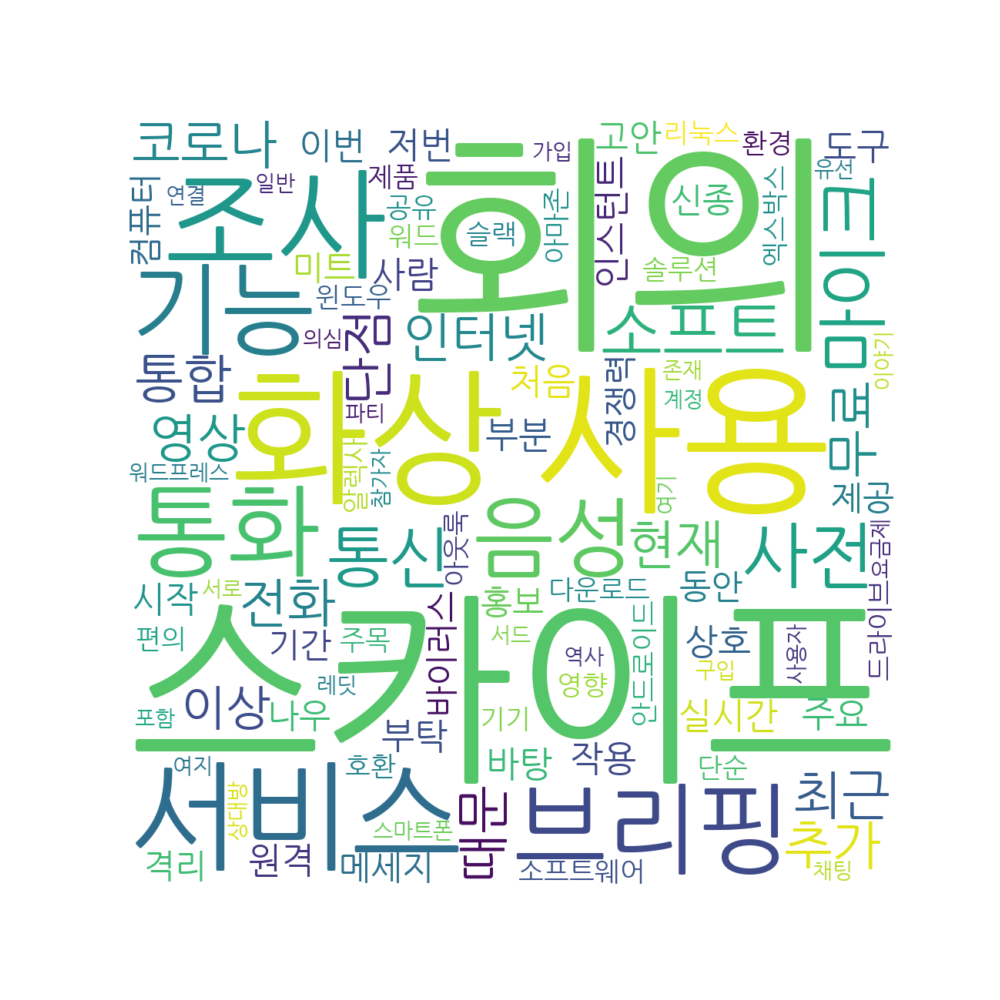 코로나
이번
저번
회의
가입
고안
리눅스
환경
도구
컴퓨터
연결
일반
조사
제품
공유
워드
슬랙
아마존
인스턴트
신종
엑스박스
유선
마이크
기능
미트
사람
윈도우
의심
단점
인터넷
소프트
솔루션
통합
화상
처음
사용
경쟁력
존재
계정
이야기
무료
영상
파티
부분
워드프레스
알렉사
참가자
여기
제공
통화
통신
음성
현재
사전
아웃룩
시작
서로
전화
바이러스
홍보
다운로드
동안
드라이브
요금제
편의
기간
주목
서드
역사
안드로이드
상호
사용자
스카이프
레딧
영향
구입
포함
이상
나우
부탁
기기
실시간
주요
여지
호환
바탕
작용
단순
서비스
상대방
스마트폰
때문
브리핑
최근
추가
격리
원격
메세지
소프트웨어
채팅